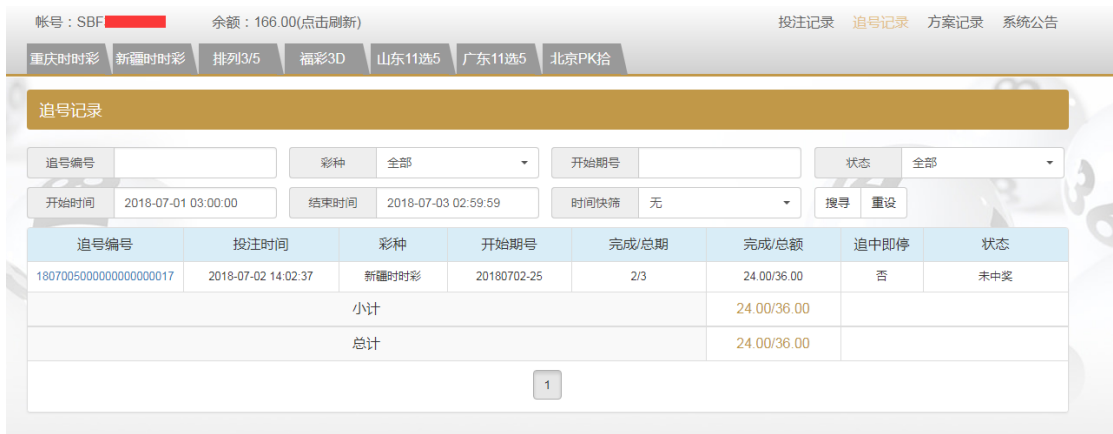 帐号：SBF 余额：166.00(点击刷新) 投注记录 追号记录 方案记录 系统公告
重庆时时彩 新疆时时彩 排列3/5 福彩3D 山东11选5 广东11选5 北京PK拾
追号记录
追号编号 彩种 全部 开始期号 状态 全部
开始时间 2018-07-01 03:00:00 结束时间 2018-07-03 02:59:59 时间快筛 无 搜寻 重设
追号编号 投注时间 彩种 开始期号 完成/总期 完成/总额 追中即停 状态
1807005000000000000017 2018-07-02 14:02:37 新疆时时彩 20180702-25 2/3 24.00/36.00 否 未中奖
小计 24.00/36.00
总计 24.00/36.00
1